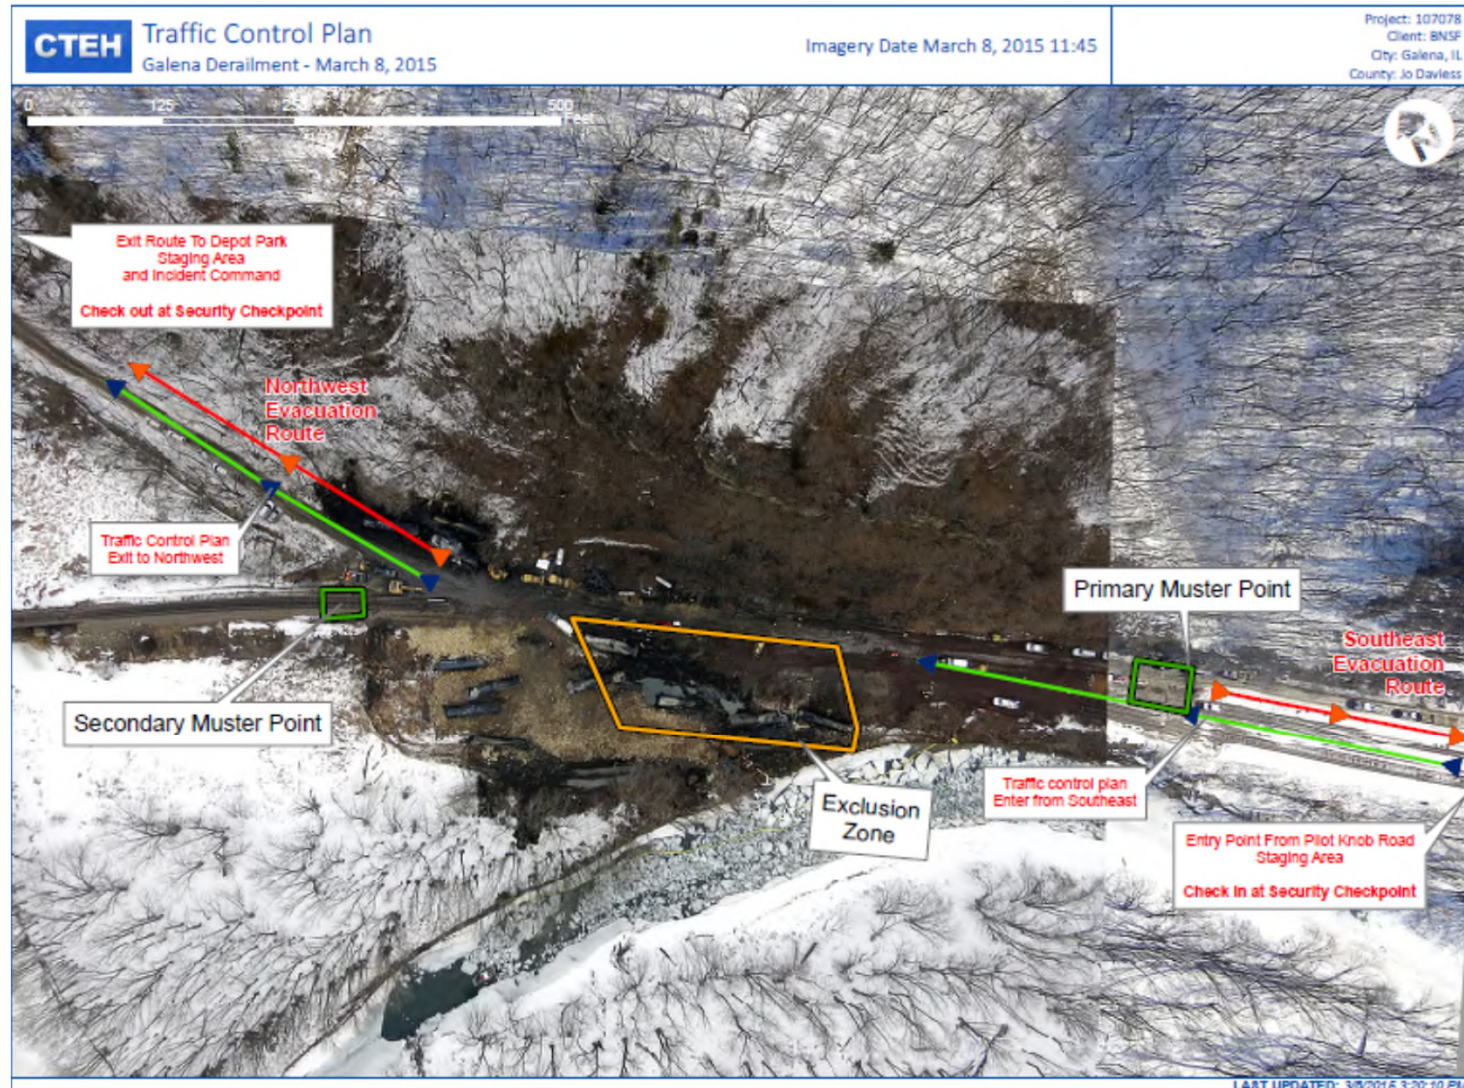 CTEH
Traffic Control Plan
Galena Derailment - March 8, 2015
Imagery Date March 8, 2015 11:45
Project: 107078
Client: BNSF
City: Galena, IL
County: Jo Daviess
0 125 250 500
Feet
Exit Route To Depot Park
Staging Area
and Incident Command
Check out at Security Checkpoint
Northwest
Evacuation
Route
Traffic Control Plan
Exit to Northwest
Secondary Muster Point
Primary Muster Point
Southeast
Evacuation
Route
Traffic control plan
Enter from Southeast
Exclusion
Zone
Entry Point From Pilot Knob Road
Staging Area
Check In at Security Checkpoint
LAST UPDATED: